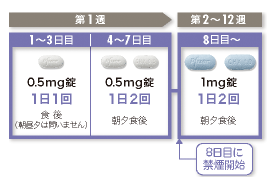 第1週
第2〜12週
1〜3日目
4〜7日目
8日目〜
0.5mg錠
0.5mg錠
1mg錠
1日1回
1日2回
1日2回
食後
(朝昼夕は問いません)
朝夕食後
朝夕食後
8日目に
禁煙開始